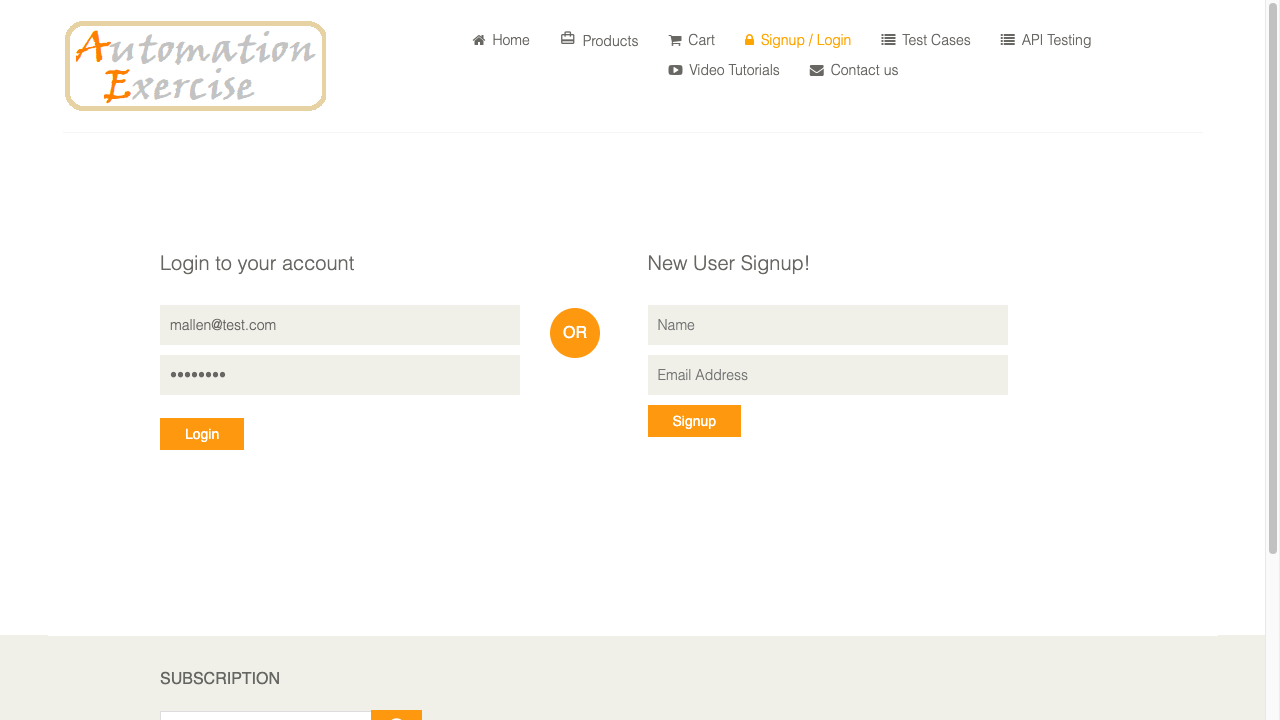 Automation
Exercise
Home
Products
Cart
Signup / Login
Test Cases
API Testing
Video Tutorials
Contact us
Login to your account
New User Signup!
mallen@test.com
••••••••
OR
Name
Email Address
Login
Signup
SUBSCRIPTION